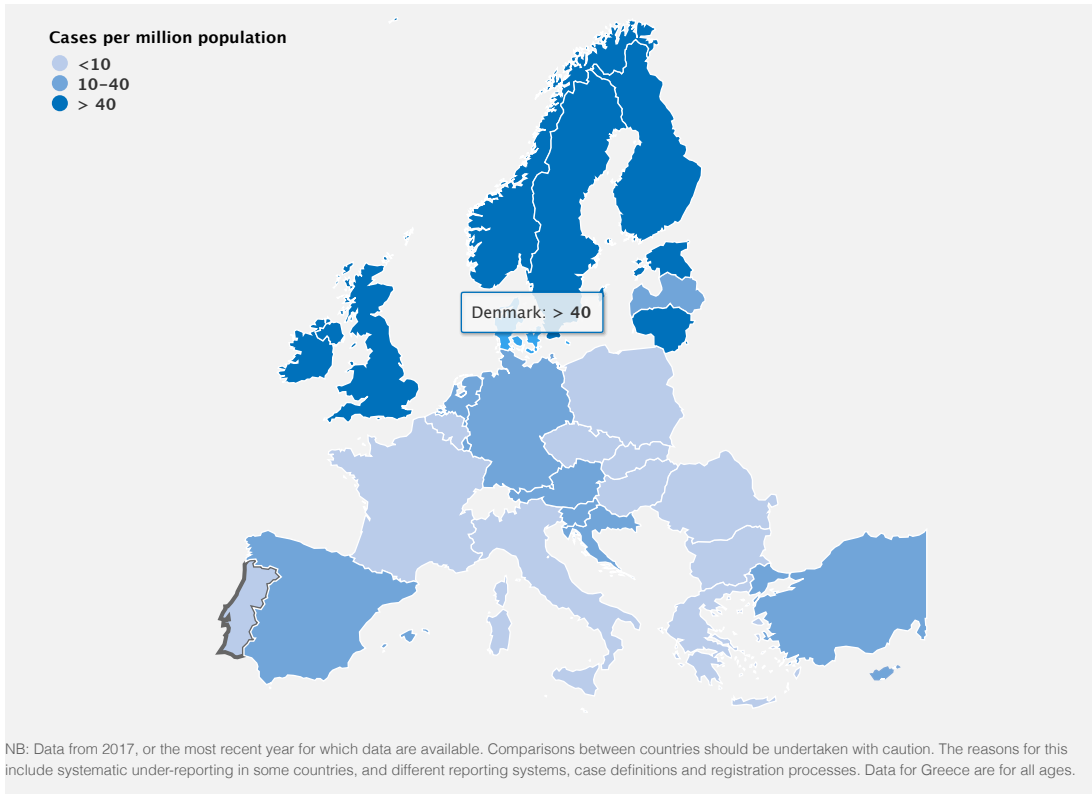 Cases per million population
<10
10–40
> 40
Denmark: > 40
NB: Data from 2017, or the most recent year for which data are available. Comparisons between countries should be undertaken with caution. The reasons for this
include systematic under-reporting in some countries, and different reporting systems, case definitions and registration processes. Data for Greece are for all ages.